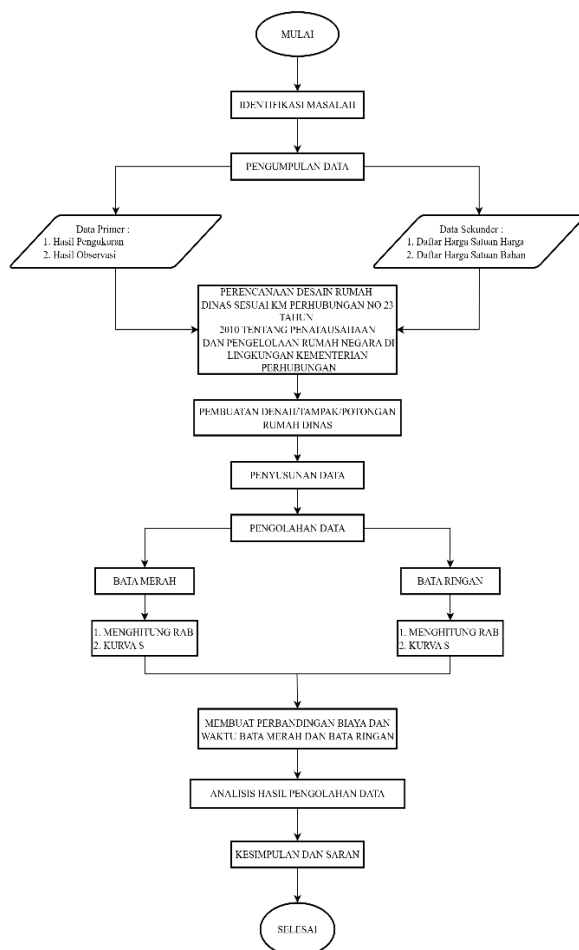 MULAI
IDENTIFIKASI MASALAH
PENGUMPULAN DATA
Data Primer :
1. Hasil Pengukuran
2. Hasil Observasi
Data Sekunder :
1. Daftar Harga Satuan Harga
2. Daftar Harga Satuan Bahan
PERENCANAAN DESAIN RUMAH
DINAS SESUAI KM PERHUBUNGAN NO 23
TAHUN
2010 TENTANG PENATAUSAHAAN
DAN PENGELOLAAN RUMAH NEGARA DI
LINGKUNGAN KEMENTERIAN
PERHUBUNGAN
PEMBUATAN DENAH/TAMPAK/POTONGAN
RUMAH DINAS
PENYUSUNAN DATA
PENGOLAHAN DATA
BATA MERAH
BATA RINGAN
1. MENGHITUNG RAB
2. KURVA S
1. MENGHITUNG RAB
2. KURVA S
MEMBUAT PERBANDINGAN BIAYA DAN
WAKTU BATA MERAH DAN BATA RINGAN
ANALISIS HASIL PENGOLAHAN DATA
KESIMPULAN DAN SARAN
SELESAI